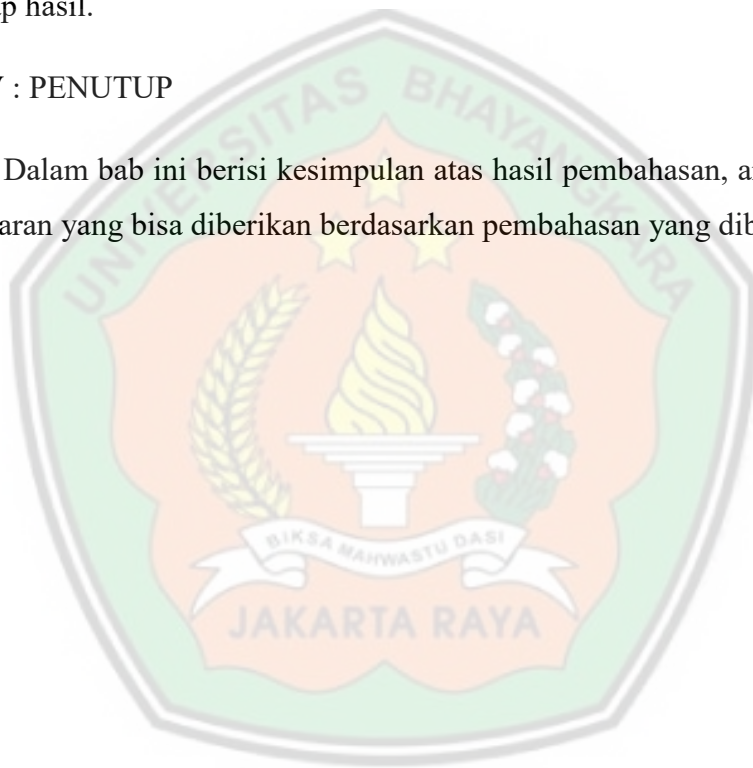 p hasil.
: PENUTUP
Dalam bab ini berisi kesimpulan atas hasil pembahasan,
aran yang bisa diberikan berdasarkan pembahasan yang
UNIVERSITAS BHAYANGKARA
BIKSA MAHWASTU DASI
JAKARTA RAYA